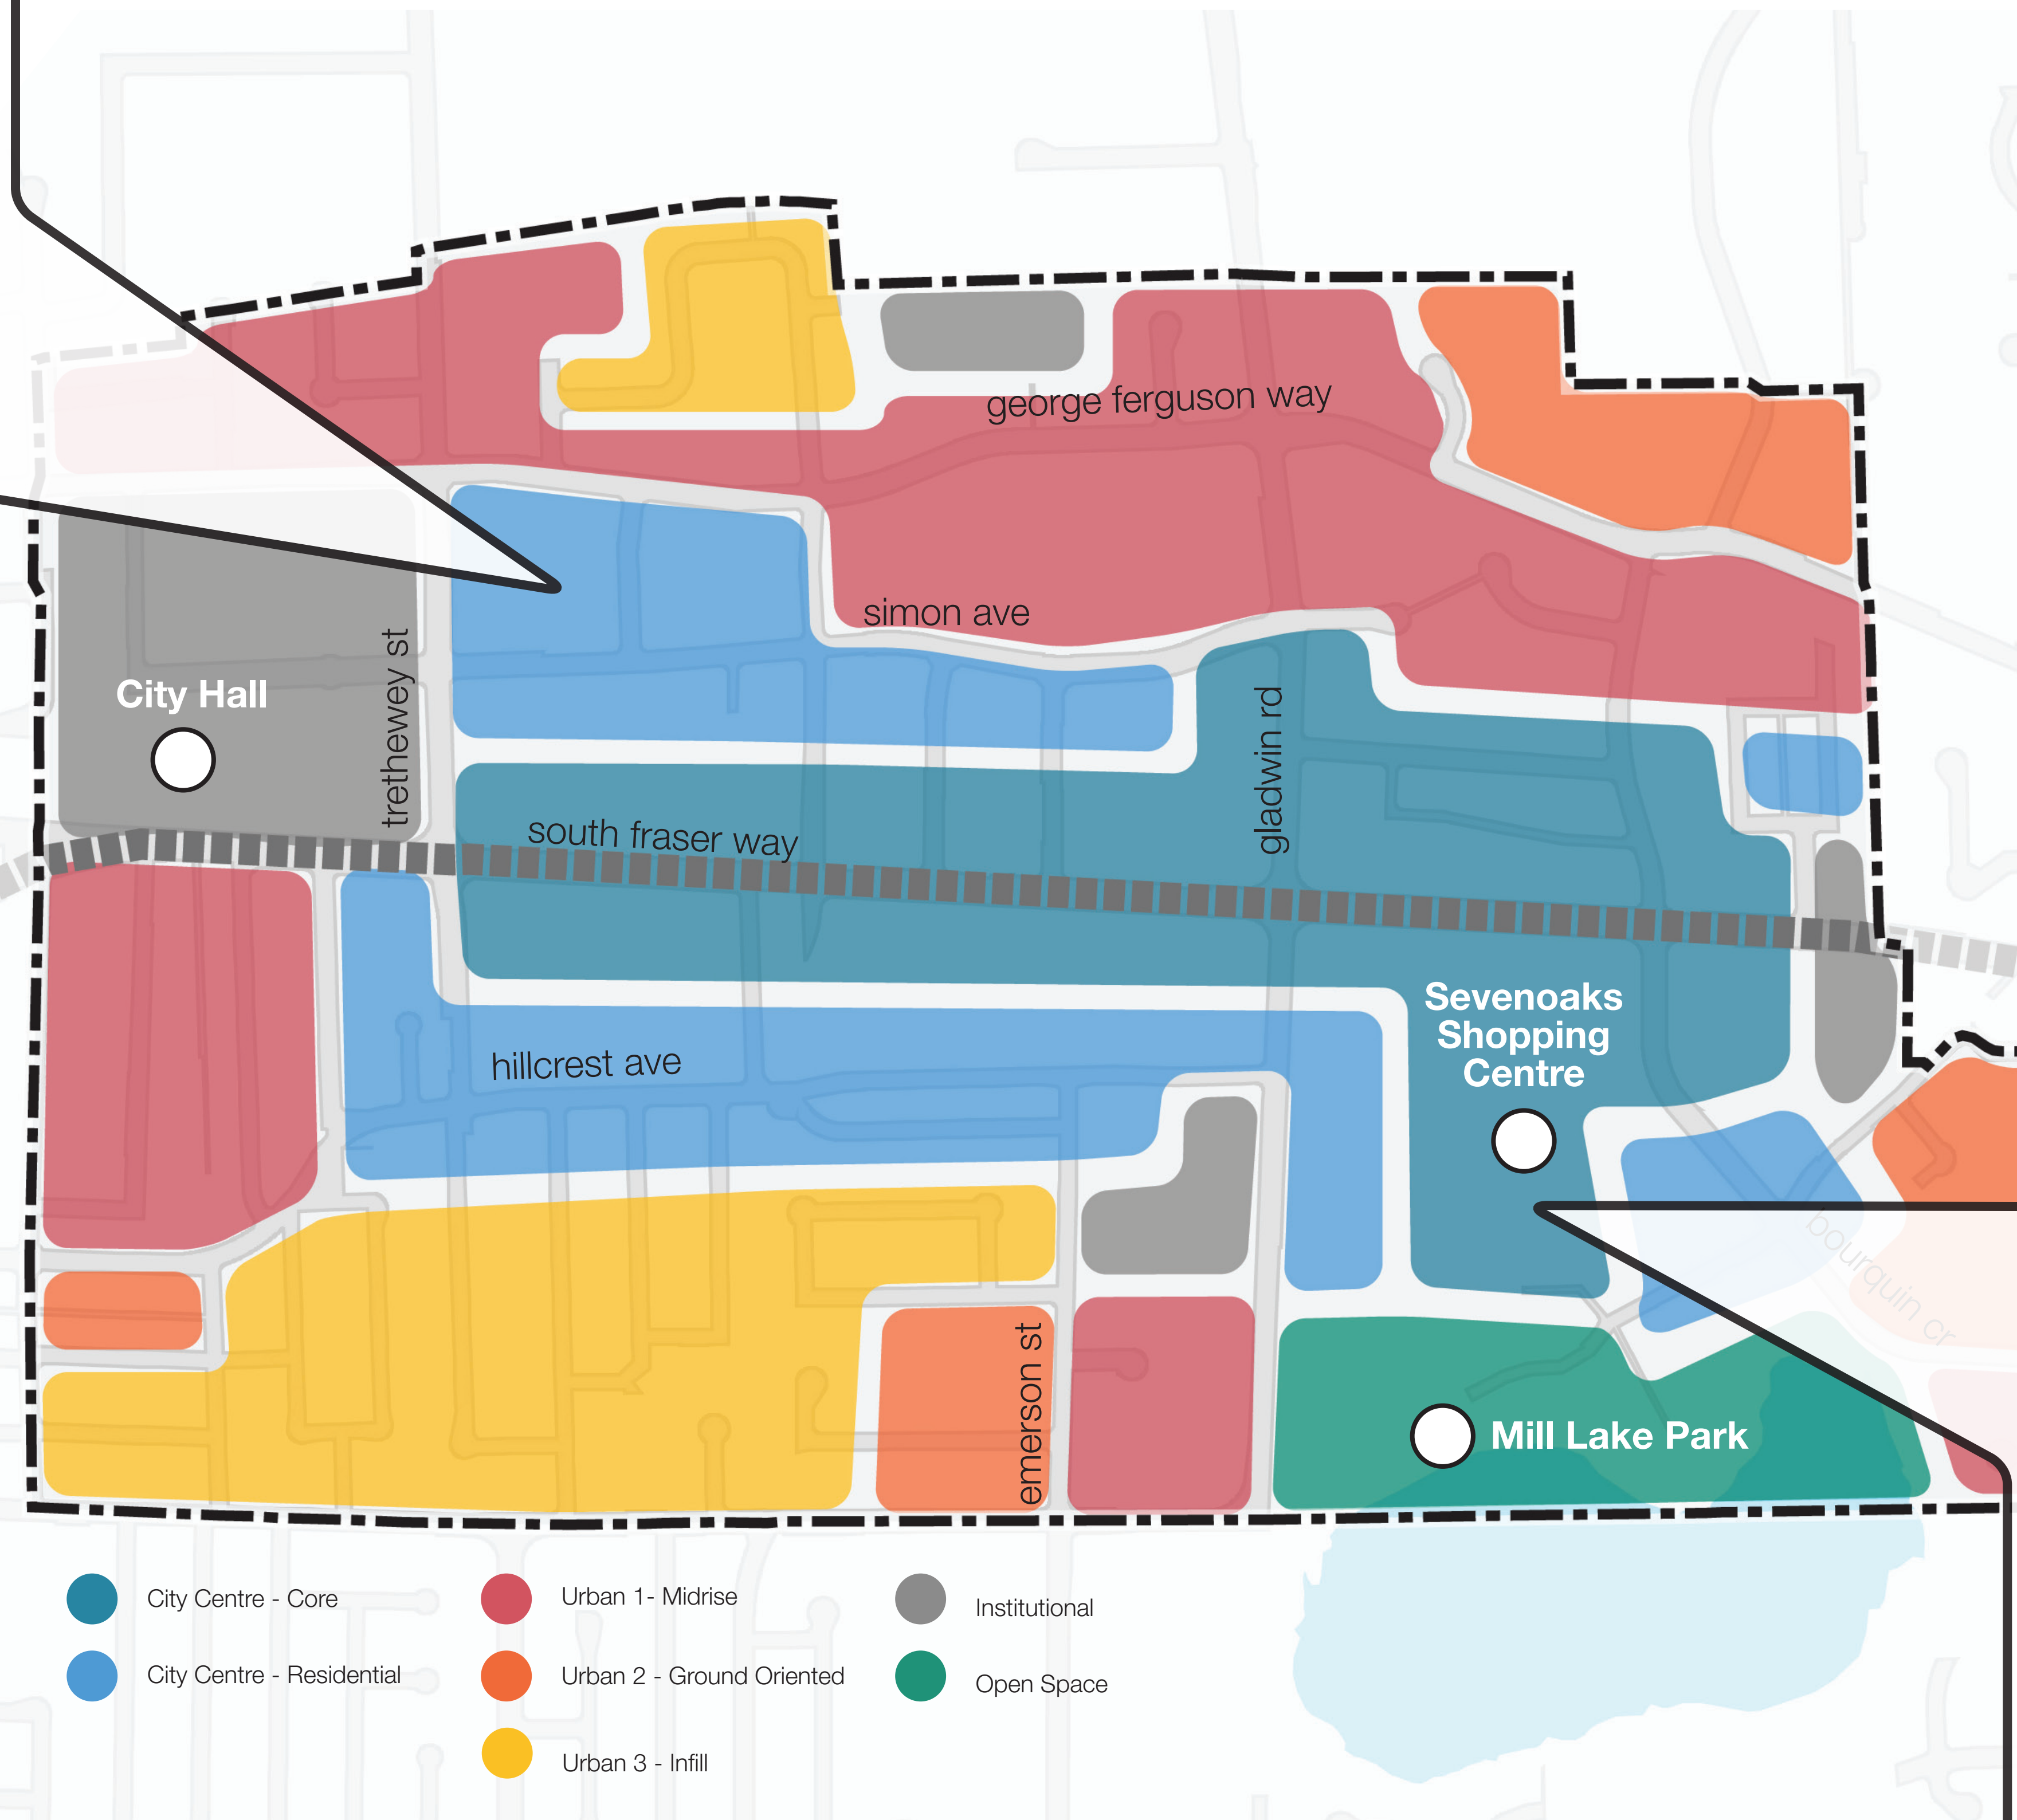 george ferguson way
simon ave
trethewey st
City Hall
gladwin rd
south fraser way
Sevenoaks
Shopping
Centre
hillcrest ave
bourquin cr
emerson st
Mill Lake Park
City Centre - Core
City Centre - Residential
Urban 1- Midrise
Urban 2 - Ground Oriented
Urban 3 - Infill
Institutional
Open Space